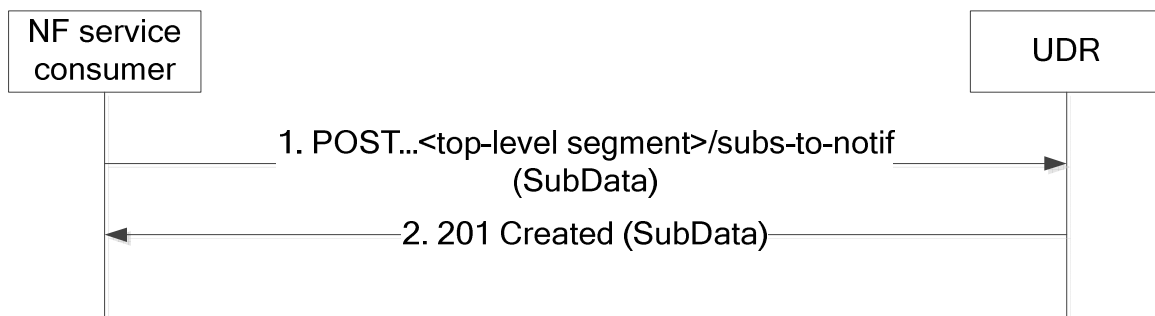 NF service
consumer
UDR
1. POST...<top-level segment>/subs-to-notif
(SubData)
2. 201 Created (SubData)